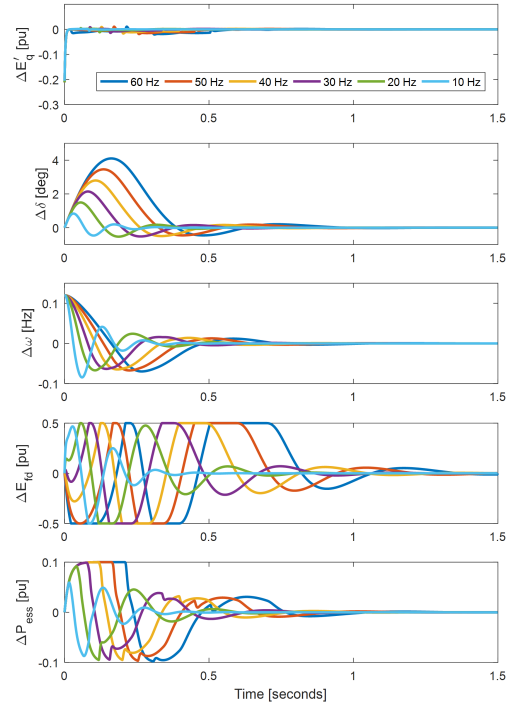 0
-0.1
-0.2
-0.3
ΔE′q [pu]
60 Hz 50 Hz 40 Hz 30 Hz 20 Hz 10 Hz
0 0.5 1 1.5
4
2
0
Δδ [deg]
0 0.5 1 1.5
0.1
0
-0.1
Δω [Hz]
0 0.5 1 1.5
0.5
0
-0.5
ΔEfd [pu]
0 0.5 1 1.5
0.1
0
-0.1
ΔPess [pu]
0 0.5 1 1.5
Time [seconds]